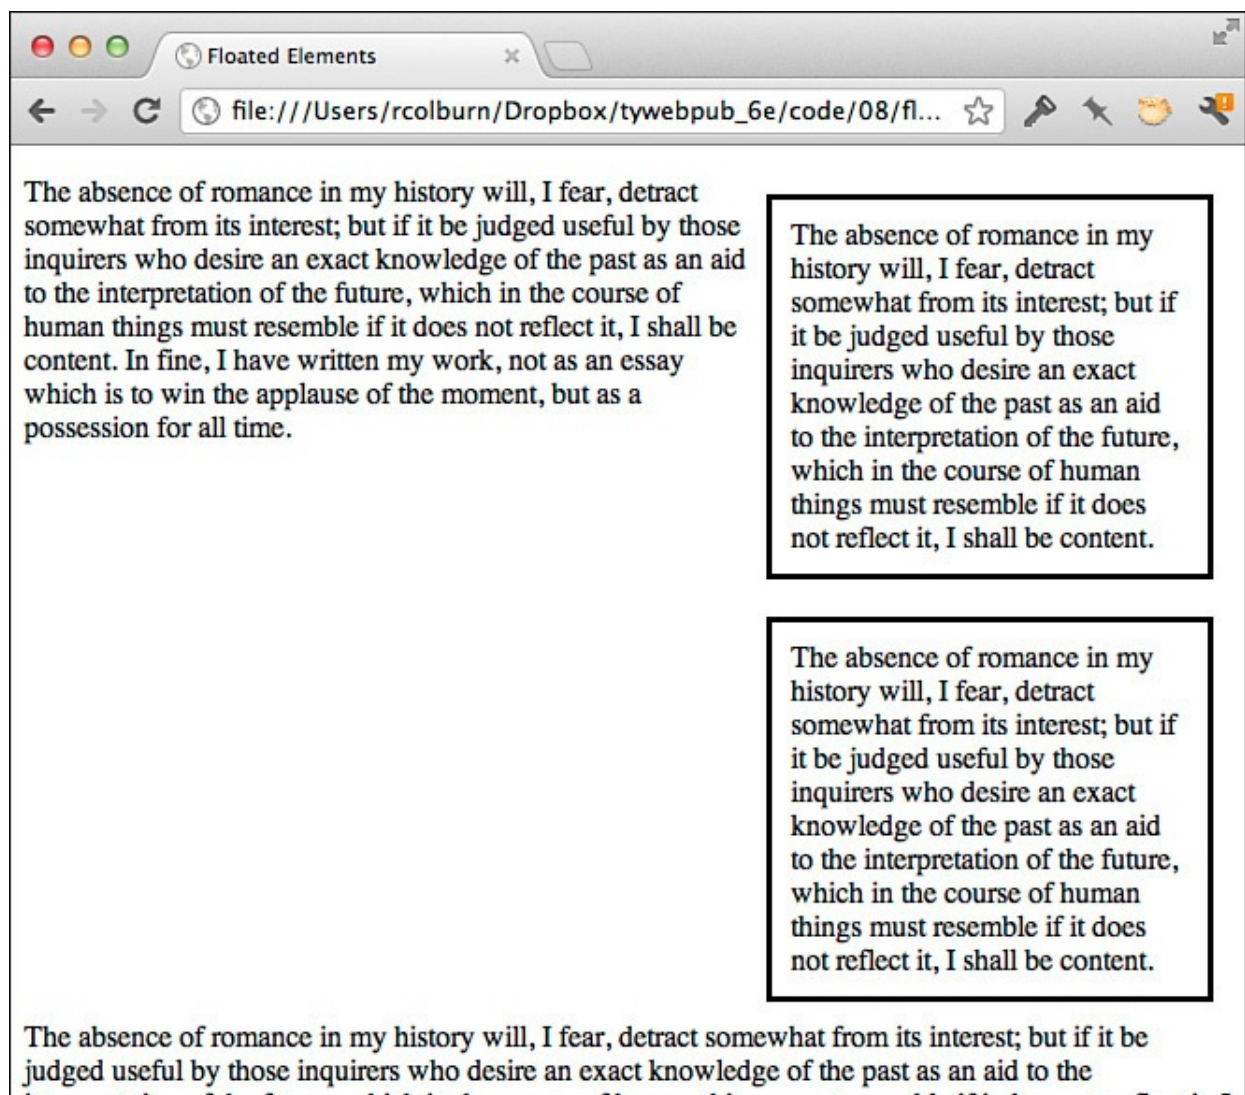 Floated Elements
file:///Users/rcolburn/Dropbox/tywebpub_6e/code/08/fl...
The absence of romance in my history will, I fear, detract
somewhat from its interest; but if it be judged useful by those
inquirers who desire an exact knowledge of the past as an aid
to the interpretation of the future, which in the course of
human things must resemble if it does not reflect it, I shall be
content. In fine, I have written my work, not as an essay
which is to win the applause of the moment, but as a
possession for all time.
The absence of romance in my
history will, I fear, detract
somewhat from its interest; but if
it be judged useful by those
inquirers who desire an exact
knowledge of the past as an aid
to the interpretation of the future,
which in the course of human
things must resemble if it does
not reflect it, I shall be content.
The absence of romance in my
history will, I fear, detract
somewhat from its interest; but if
it be judged useful by those
inquirers who desire an exact
knowledge of the past as an aid
to the interpretation of the future,
which in the course of human
things must resemble if it does
not reflect it, I shall be content.
The absence of romance in my history will, I fear, detract somewhat from its interest; but if it be
judged useful by those inquirers who desire an exact knowledge of the past as an aid to the